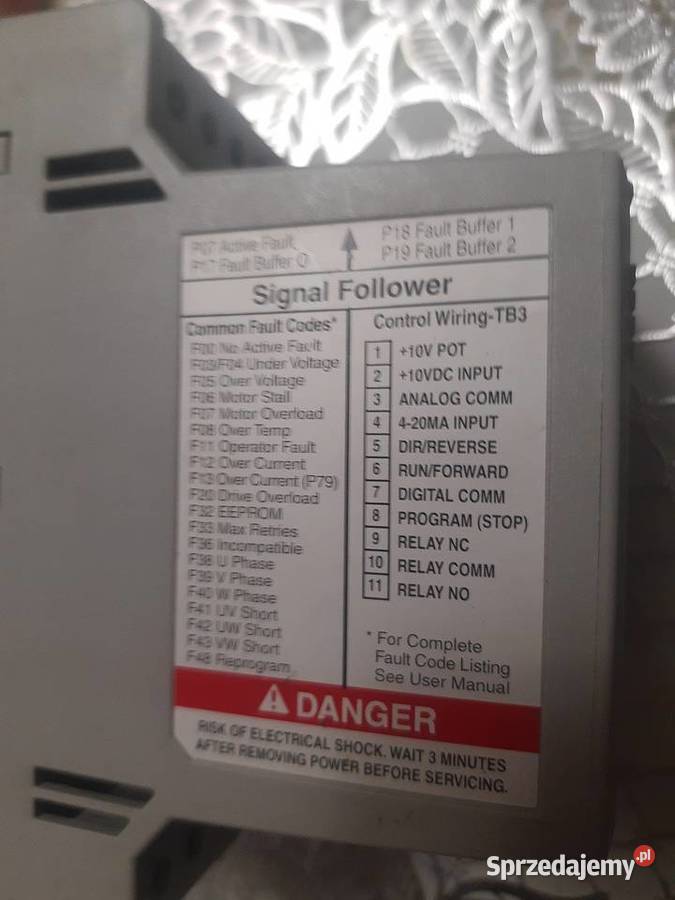 P07 Active Fault
P17 Fault Buffer 0
P18 Fault Buffer 1
P19 Fault Buffer 2
Signal Follower
Common Fault Codes*
F00 No Active Fault
F03/F04 Under Voltage
F05 Over Voltage
F06 Motor Stall
F07 Motor Overload
F08 Over Temp
F11 Operator Fault
F12 Over Current
F13 Over Current (P79)
F20 Drive Overload
F32 EEPROM
F33 Max Retries
F36 Incompatible
F38 U Phase
F39 V Phase
F40 W Phase
F41 UV Short
F42 UW Short
F43 VW Short
F48 Reprogram
Control Wiring-TB3
1 +10V POT
2 +10VDC INPUT
3 ANALOG COMM
4 4-20MA INPUT
5 DIR/REVERSE
6 RUN/FORWARD
7 DIGITAL COMM
8 PROGRAM (STOP)
9 RELAY NC
10 RELAY COMM
11 RELAY NO
* For Complete
Fault Code Listing
See User Manual
DANGER
RISK OF ELECTRICAL SHOCK. WAIT 3 MINUTES
AFTER REMOVING POWER BEFORE SERVICING.
Sprzedajemy.pl